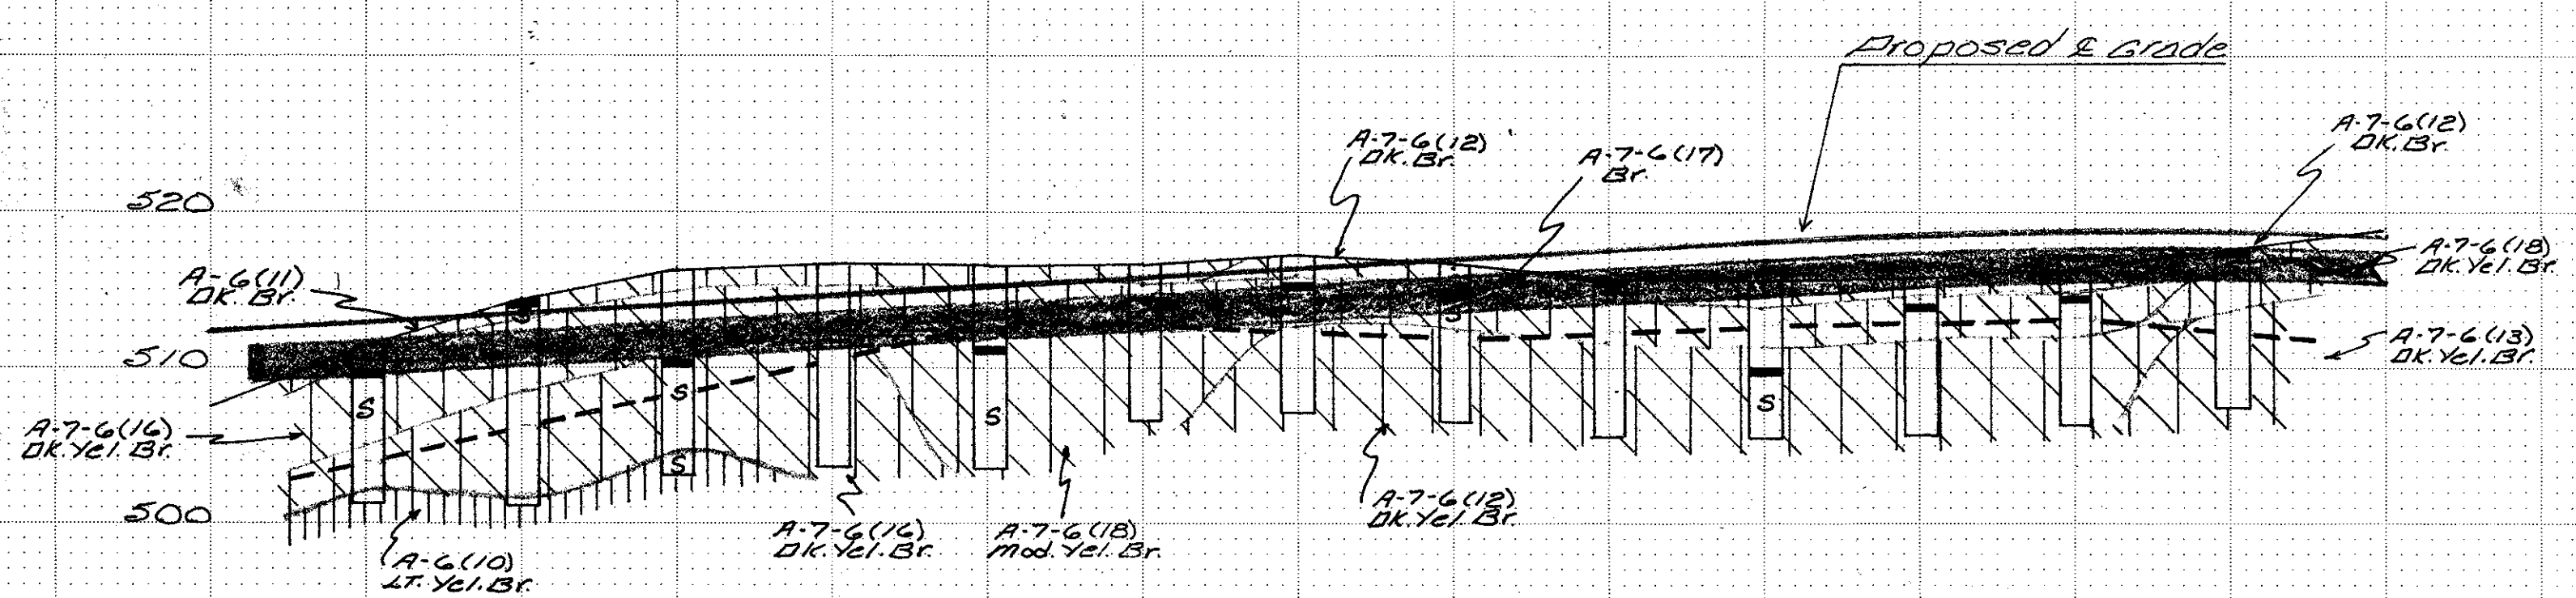 Proposed ℄ Grade
A-7-6(12)
DK. Br.
A-7-6(17)
Br.
A-7-6(12)
DK. Br.
520
A-7-6(18)
DK. Yel. Br.
A-6(11)
DK. Br.
510
S
A-7-6(13)
DK. Yel. Br.
S
S
S
S
S
A-7-6(16)
DK. Yel. Br.
S
500
A-6(10)
LT. Yel. Br.
A-7-6(16)
DK. Yel. Br.
A-7-6(18)
Mod. Yel. Br.
A-7-6(12)
DK. Yel. Br.